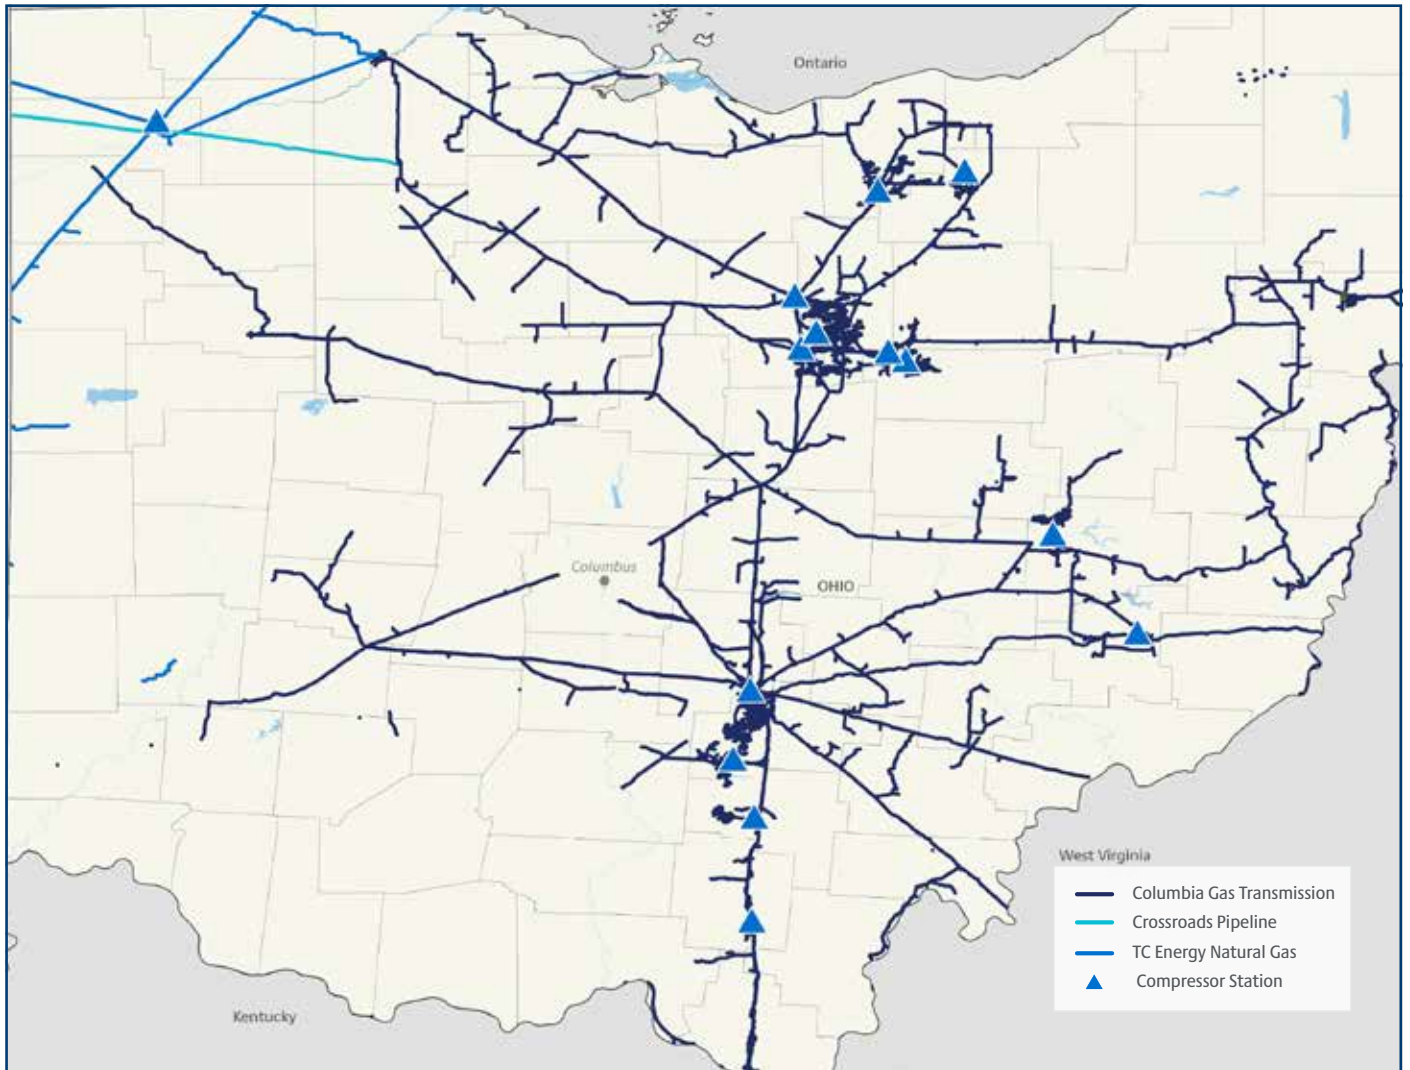 Ontario
Columbus
OHIO
West Virginia
Columbia Gas Transmission
Crossroads Pipeline
TC Energy Natural Gas
Compressor Station
Kentucky